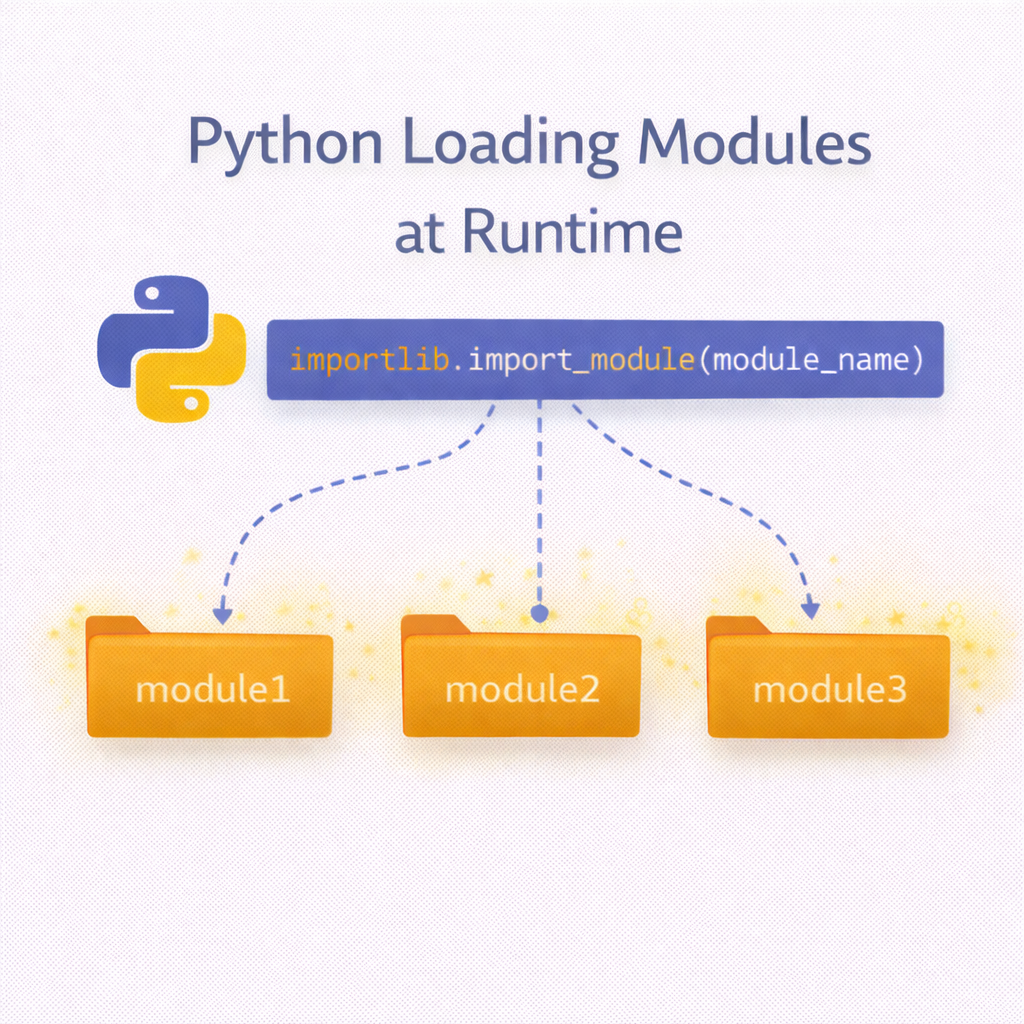 Python Loading Modules
at Runtime
importlib.import_module(module_name)
module1
module2
module3